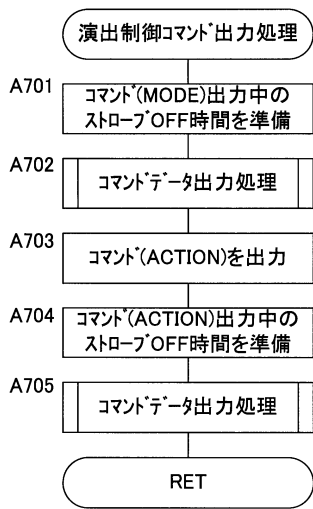 演出制御ｺﾏﾝﾄﾞ出力処理
A701
ｺﾏﾝﾄﾞ(MODE)出力中の
ｽﾄﾛｰﾌﾞOFF時間を準備
A702
ｺﾏﾝﾄﾞﾃﾞｰﾀ出力処理
A703
ｺﾏﾝﾄﾞ(ACTION)を出力
A704
ｺﾏﾝﾄﾞ(ACTION)出力中の
ｽﾄﾛｰﾌﾞOFF時間を準備
A705
ｺﾏﾝﾄﾞﾃﾞｰﾀ出力処理
RET